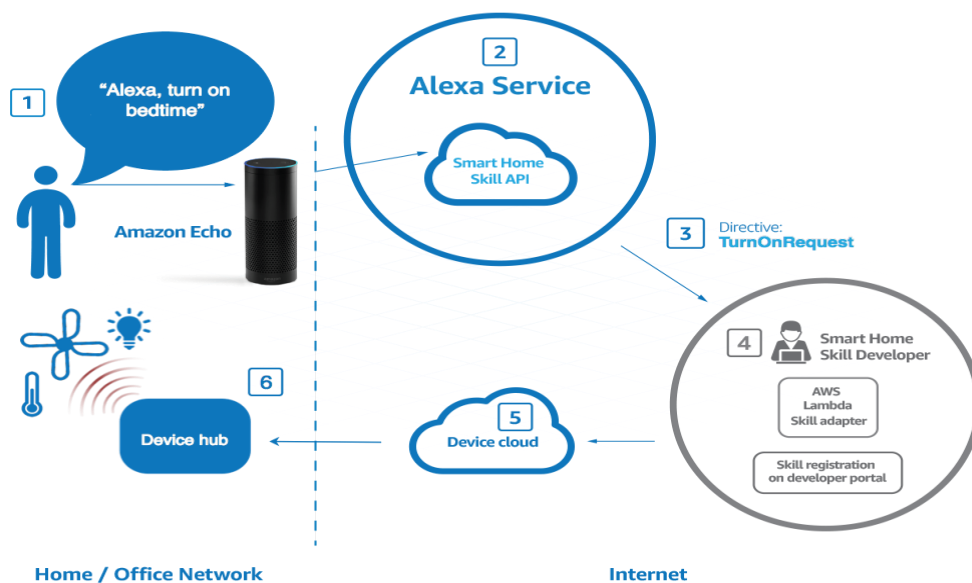 1
“Alexa, turn on
bedtime”
Amazon Echo
2
Alexa Service
Smart Home
Skill API
3
Directive:
TurnOnRequest
4
Smart Home
Skill Developer
AWS
Lambda
Skill adapter
Skill registration
on developer portal
5
Device cloud
6
Device hub
Home / Office Network
Internet